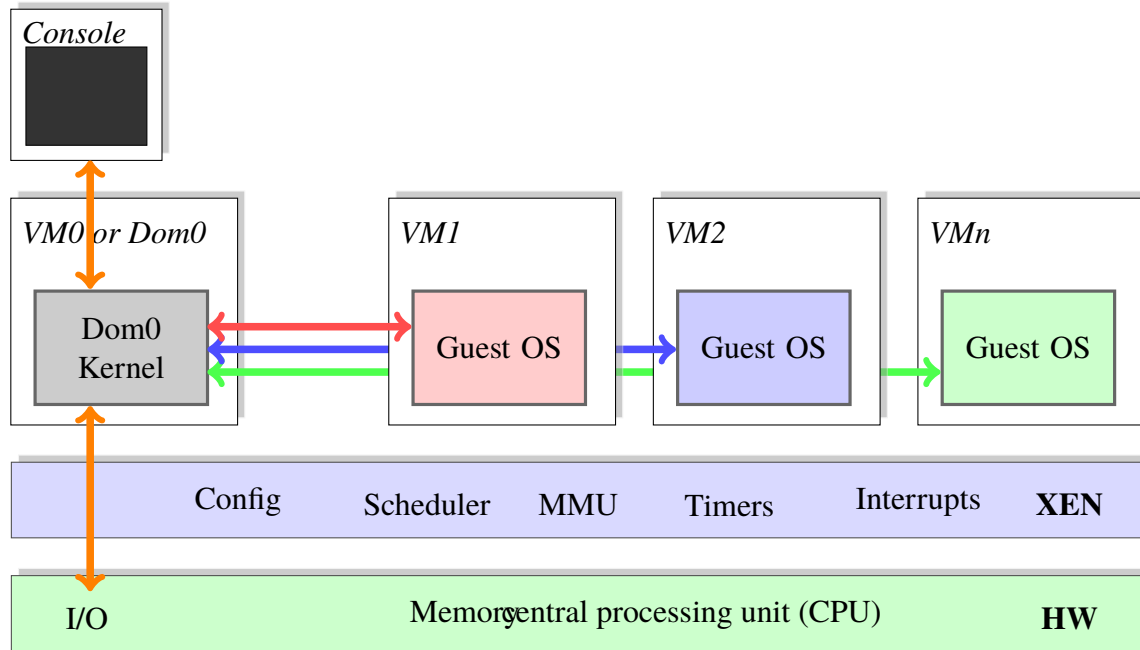 Console
VM0 or Dom0
VM1
VM2
VMn
Dom0
Kernel
Guest OS
Guest OS
Guest OS
Config
Scheduler
MMU
Timers
Interrupts
XEN
I/O
Memory
central processing unit (CPU)
HW